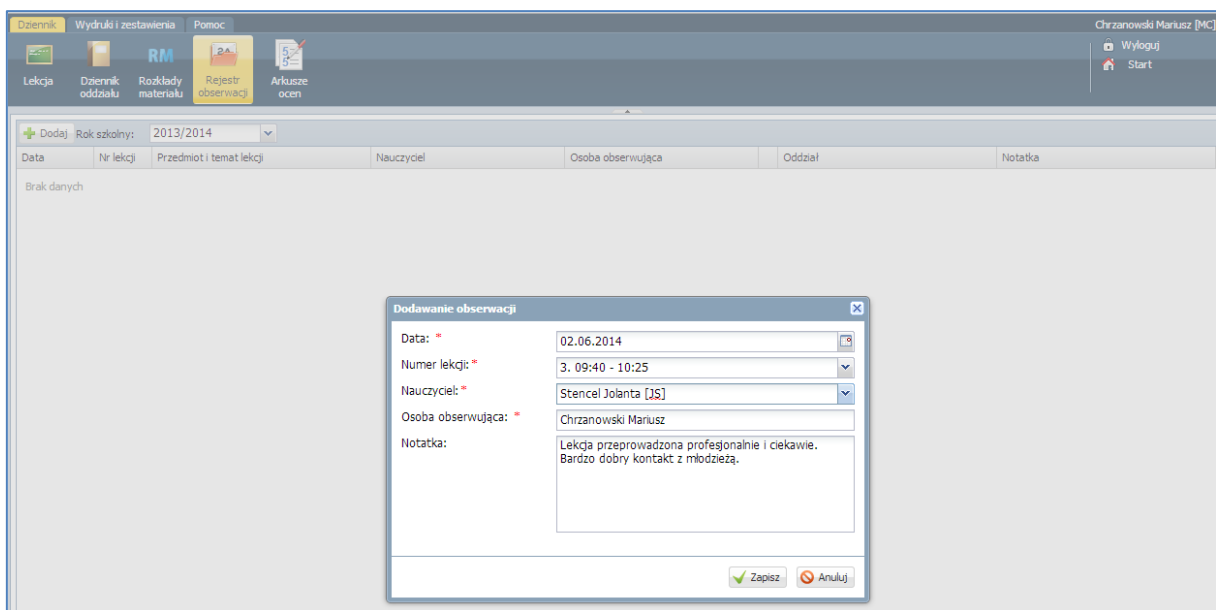 Dziennik Wydruki i zestawienia Pomoc Chrzanowski Mariusz [MC]
Wyloguj
Start
Lekcja Dziennik oddziału RM Rozkłady materiału 24 Rejestr obserwacji Arkusze ocen
Dodaj Rok szkolny: 2013/2014
Data Nr lekcji Przedmiot i temat lekcji Nauczyciel Osoba obserwująca Oddział Notatka
Brak danych
Dodawanie obserwacji
Data: * 02.06.2014
Numer lekcji: * 3. 09:40 - 10:25
Nauczyciel: * Stencel Jolanta [JS]
Osoba obserwująca: * Chrzanowski Mariusz
Notatka: Lekcja przeprowadzona profesjonalnie i ciekawie.
Bardzo dobry kontakt z młodzieżą.
Zapisz Anuluj